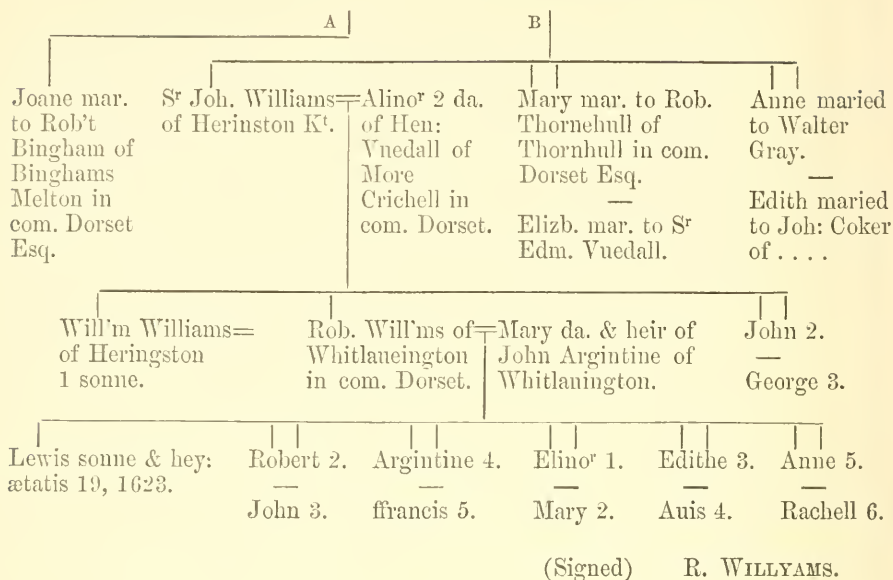 A B
Joane mar.
to Rob't
Bingham of
Binghams
Melton in
com. Dorset
Esq.
Sr Joh. Williams=
of Herinston Kt.
Alinor 2 da.
of Hen:
Vuedall of
More
Crichell in
com. Dorset.
Mary mar. to Rob.
Thornehull of
Thornhull in com.
Dorset Esq.
—
Elizb. mar. to Sr
Edm. Vuedall.
Anne maried
to Walter
Gray.
—
Edith maried
to Joh: Coker
of . . . .
Will'm Williams=
of Heringston
1 sonne.
Rob. Will'ms of=
Whitlaueington
in com. Dorset.
Mary da. & heir of
John Argintine of
Whitlauington.
John 2.
—
George 3.
Lewis sonne & hey:
ætatis 19, 1623.
Robert 2.
—
John 3.
Argintine 4.
—
ffrancis 5.
Elinor 1.
—
Mary 2.
Edithe 3.
—
Auis 4.
Anne 5.
—
Rachell 6.
(Signed) R. WILLYAMS.